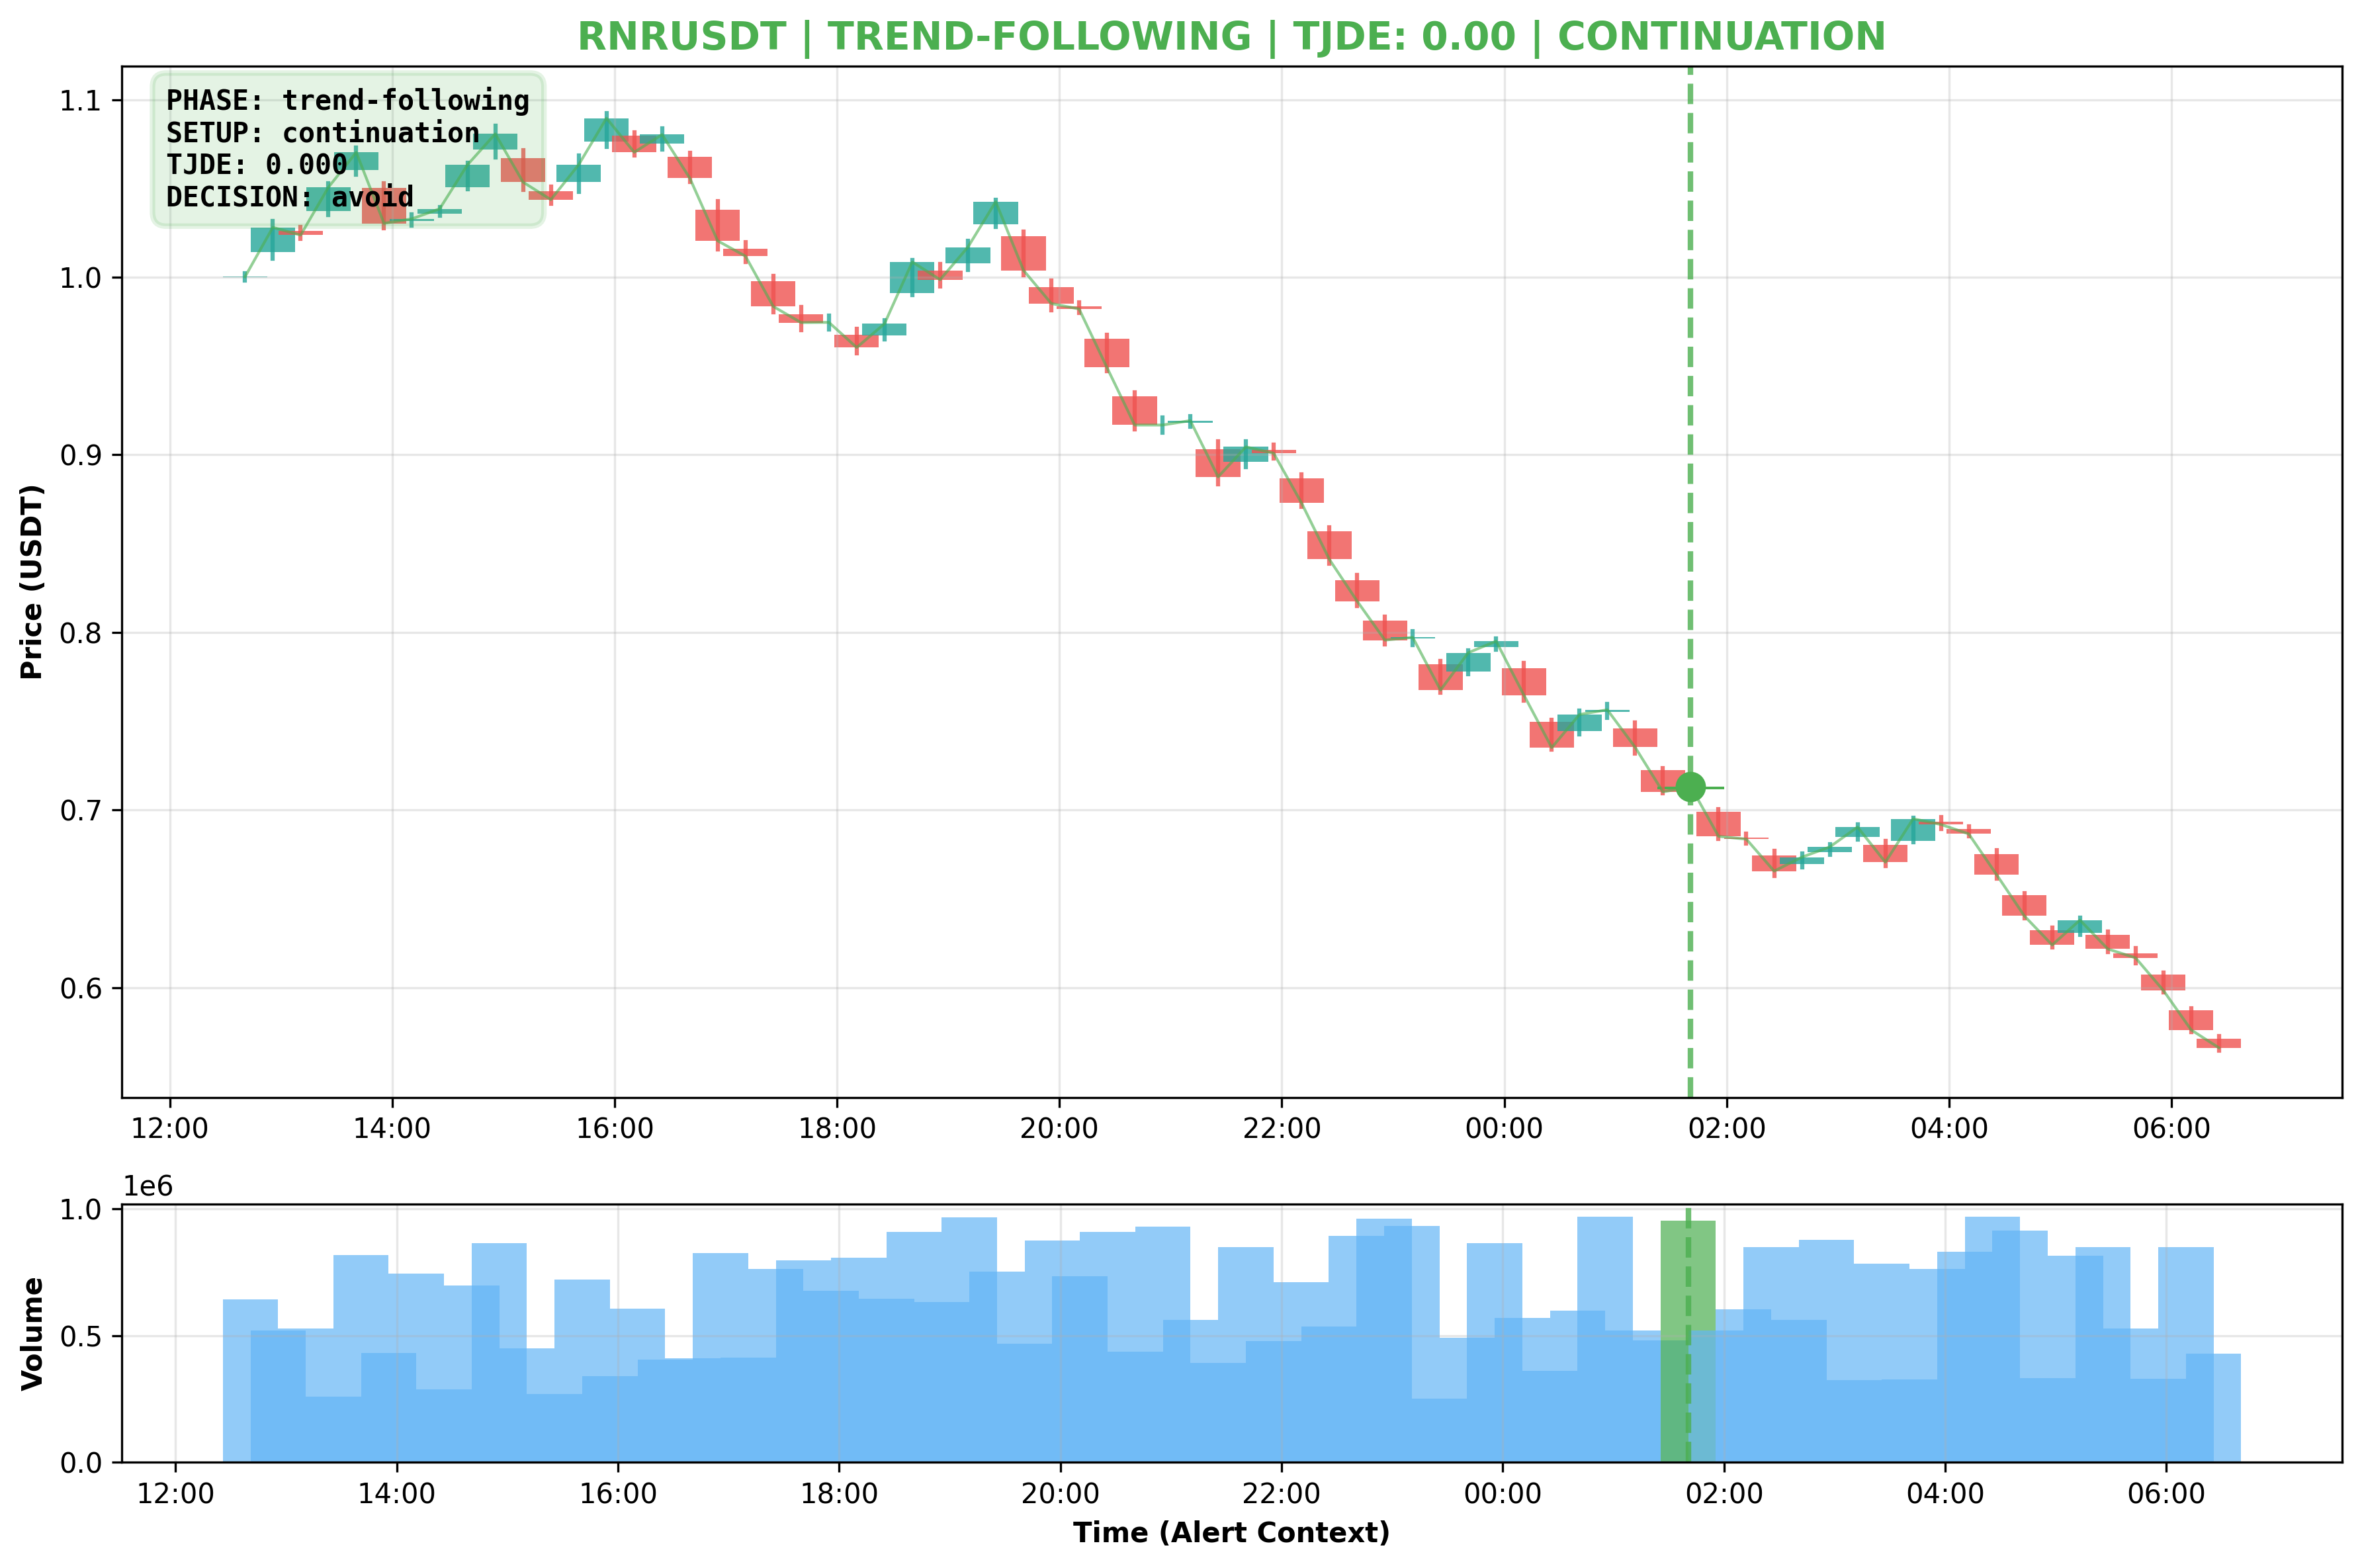 RNRUSDT | TREND-FOLLOWING | TJDE: 0.00 | CONTINUATION
PHASE: trend-following
SETUP: continuation
TJDE: 0.000
DECISION: avoid
Price (USDT)
1.1
1.0
0.9
0.8
0.7
0.6
12:00 14:00 16:00 18:00 20:00 22:00 00:00 02:00 04:00 06:00
1e6
Volume
1.0
0.5
0.0
12:00 14:00 16:00 18:00 20:00 22:00 00:00 02:00 04:00 06:00
Time (Alert Context)